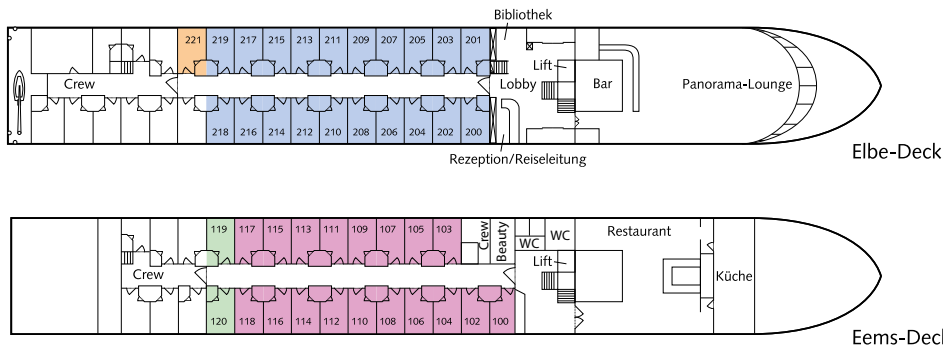 Bibliothek
221 219 217 215 213 211 209 207 205 203 201
Lift
Crew Lobby Bar Panorama-Lounge
218 216 214 212 210 208 206 204 202 200
Rezeption/Reiseleitung
Elbe-Deck
119 117 115 113 111 109 107 105 103 Crew Beauty WC WC Restaurant
Lift
Crew Küche
120 118 116 114 112 110 108 106 104 102 100
Eems-Deck